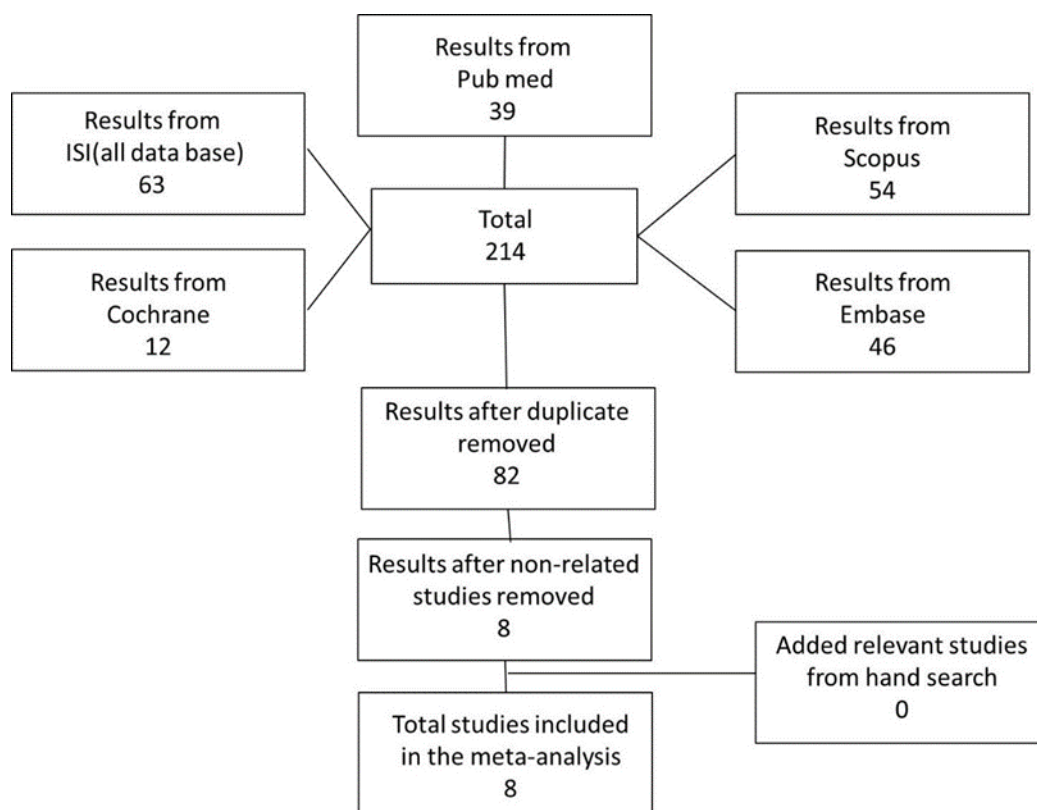 Results from
Pub med
39
Results from
ISI(all data base)
63
Results from
Scopus
54
Total
214
Results from
Cochrane
12
Results from
Embase
46
Results after duplicate
removed
82
Results after non-related
studies removed
8
Added relevant studies
from hand search
0
Total studies included
in the meta-analysis
8